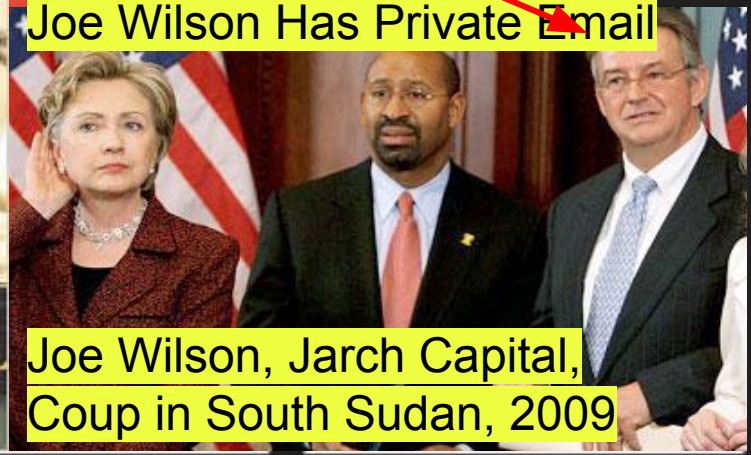 Joe Wilson Has Private Email
Joe Wilson, Jarch Capital,
Coup in South Sudan, 2009